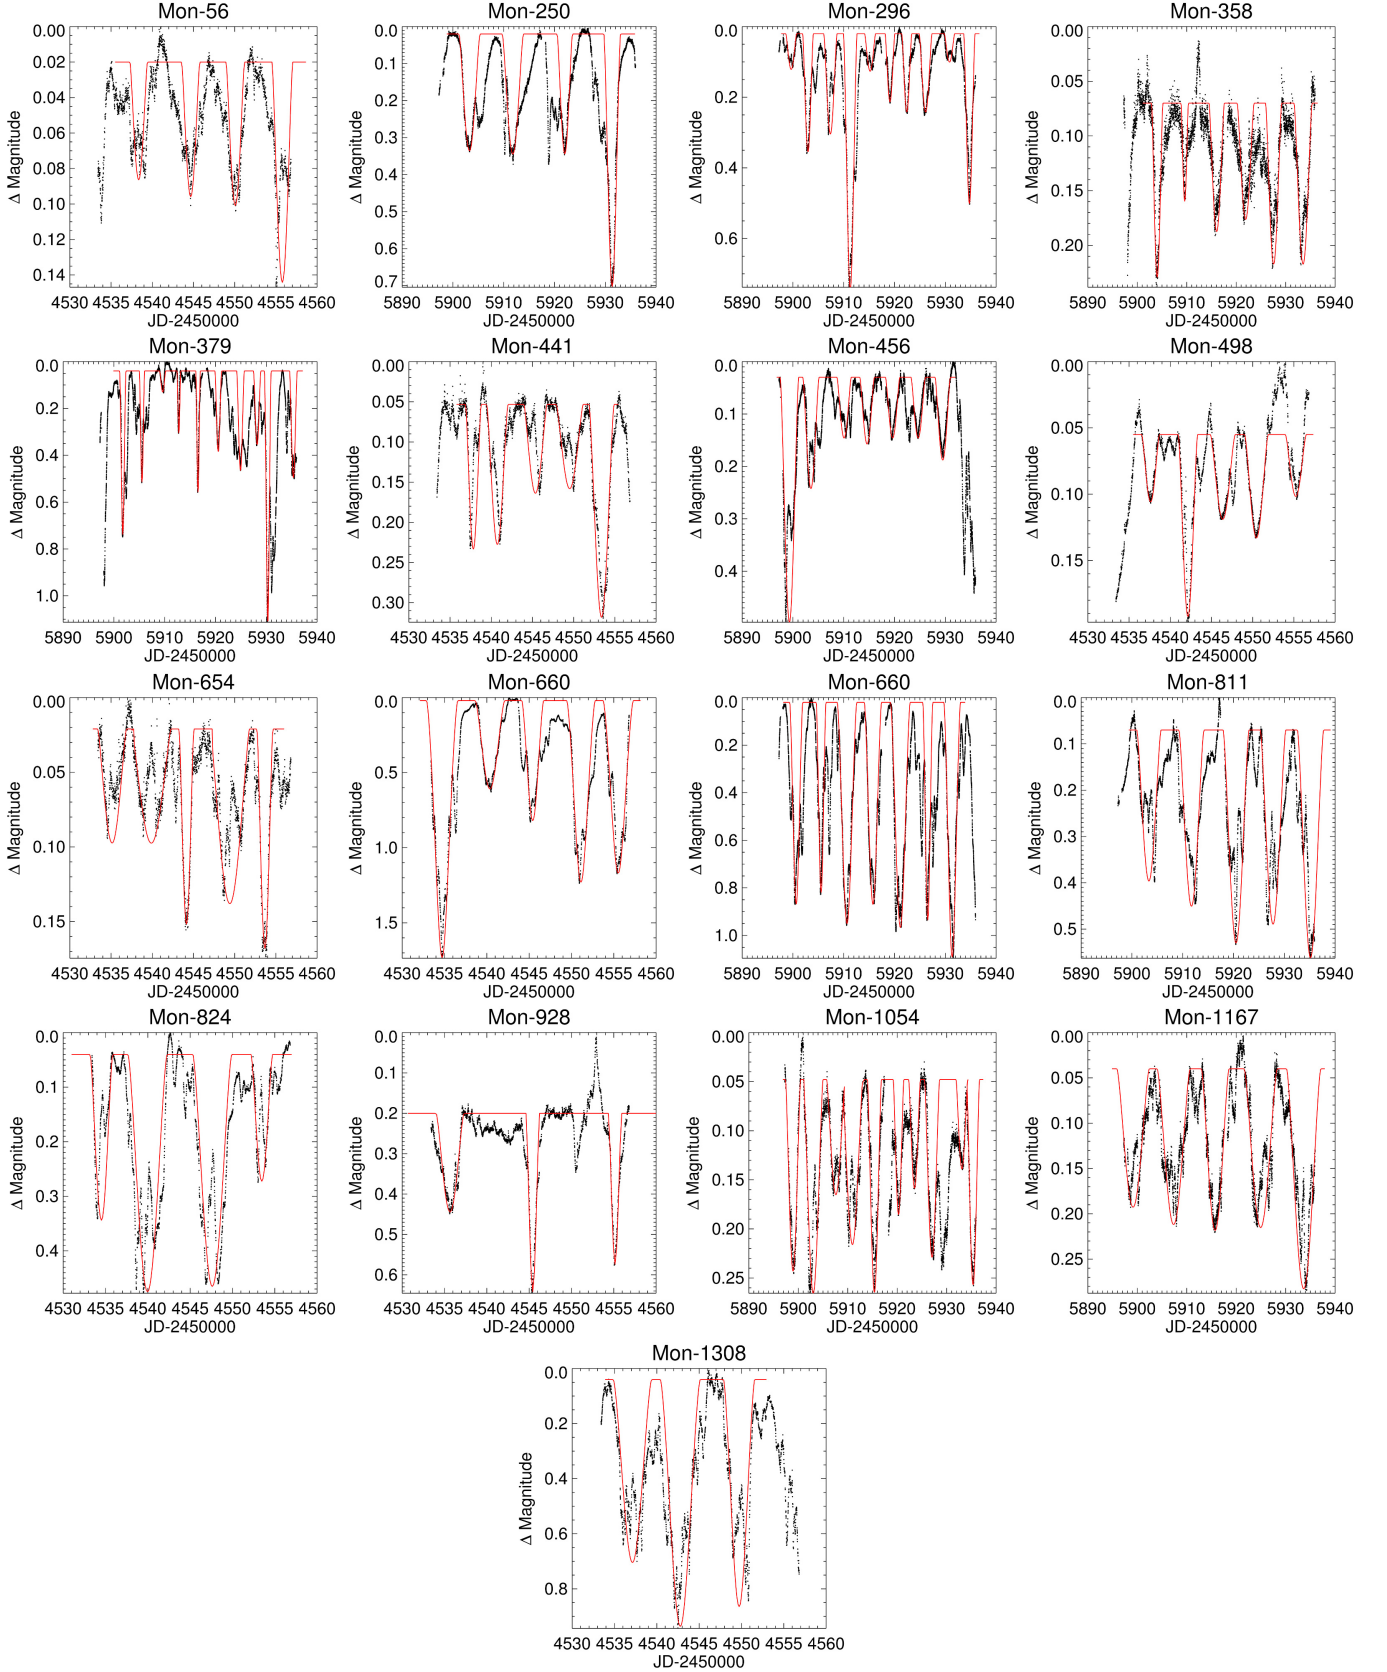 Mon-56 Mon-250 Mon-296 Mon-358
0.00 0.02 0.04 0.06 0.08 0.10 0.12 0.14
Δ Magnitude
4530 4535 4540 4545 4550 4555 4560
JD-2450000
0.0 0.1 0.2 0.3 0.4 0.5 0.6 0.7
Δ Magnitude
5890 5900 5910 5920 5930 5940
JD-2450000
0.0 0.2 0.4 0.6
Δ Magnitude
5890 5900 5910 5920 5930 5940
JD-2450000
0.00 0.05 0.10 0.15 0.20
Δ Magnitude
5890 5900 5910 5920 5930 5940
JD-2450000
Mon-379 Mon-441 Mon-456 Mon-498
0.0 0.2 0.4 0.6 0.8 1.0
Δ Magnitude
5890 5900 5910 5920 5930 5940
JD-2450000
0.00 0.05 0.10 0.15 0.20 0.25 0.30
Δ Magnitude
4530 4535 4540 4545 4550 4555 4560
JD-2450000
0.0 0.1 0.2 0.3 0.4
Δ Magnitude
5890 5900 5910 5920 5930 5940
JD-2450000
0.00 0.05 0.10 0.15
Δ Magnitude
4530 4535 4540 4545 4550 4555 4560
JD-2450000
Mon-654 Mon-660 Mon-660 Mon-811
0.00 0.05 0.10 0.15
Δ Magnitude
4530 4535 4540 4545 4550 4555 4560
JD-2450000
0.0 0.5 1.0 1.5
Δ Magnitude
4530 4535 4540 4545 4550 4555 4560
JD-2450000
0.0 0.2 0.4 0.6 0.8 1.0
Δ Magnitude
5890 5900 5910 5920 5930 5940
JD-2450000
0.0 0.1 0.2 0.3 0.4 0.5
Δ Magnitude
5890 5900 5910 5920 5930 5940
JD-2450000
Mon-824 Mon-928 Mon-1054 Mon-1167
0.0 0.1 0.2 0.3 0.4
Δ Magnitude
4530 4535 4540 4545 4550 4555 4560
JD-2450000
0.0 0.1 0.2 0.3 0.4 0.5 0.6
Δ Magnitude
4530 4535 4540 4545 4550 4555 4560
JD-2450000
0.00 0.05 0.10 0.15 0.20 0.25
Δ Magnitude
5890 5900 5910 5920 5930 5940
JD-2450000
0.00 0.05 0.10 0.15 0.20 0.25
Δ Magnitude
5890 5900 5910 5920 5930 5940
JD-2450000
Mon-1308
0.0 0.2 0.4 0.6 0.8
Δ Magnitude
4530 4535 4540 4545 4550 4555 4560
JD-2450000